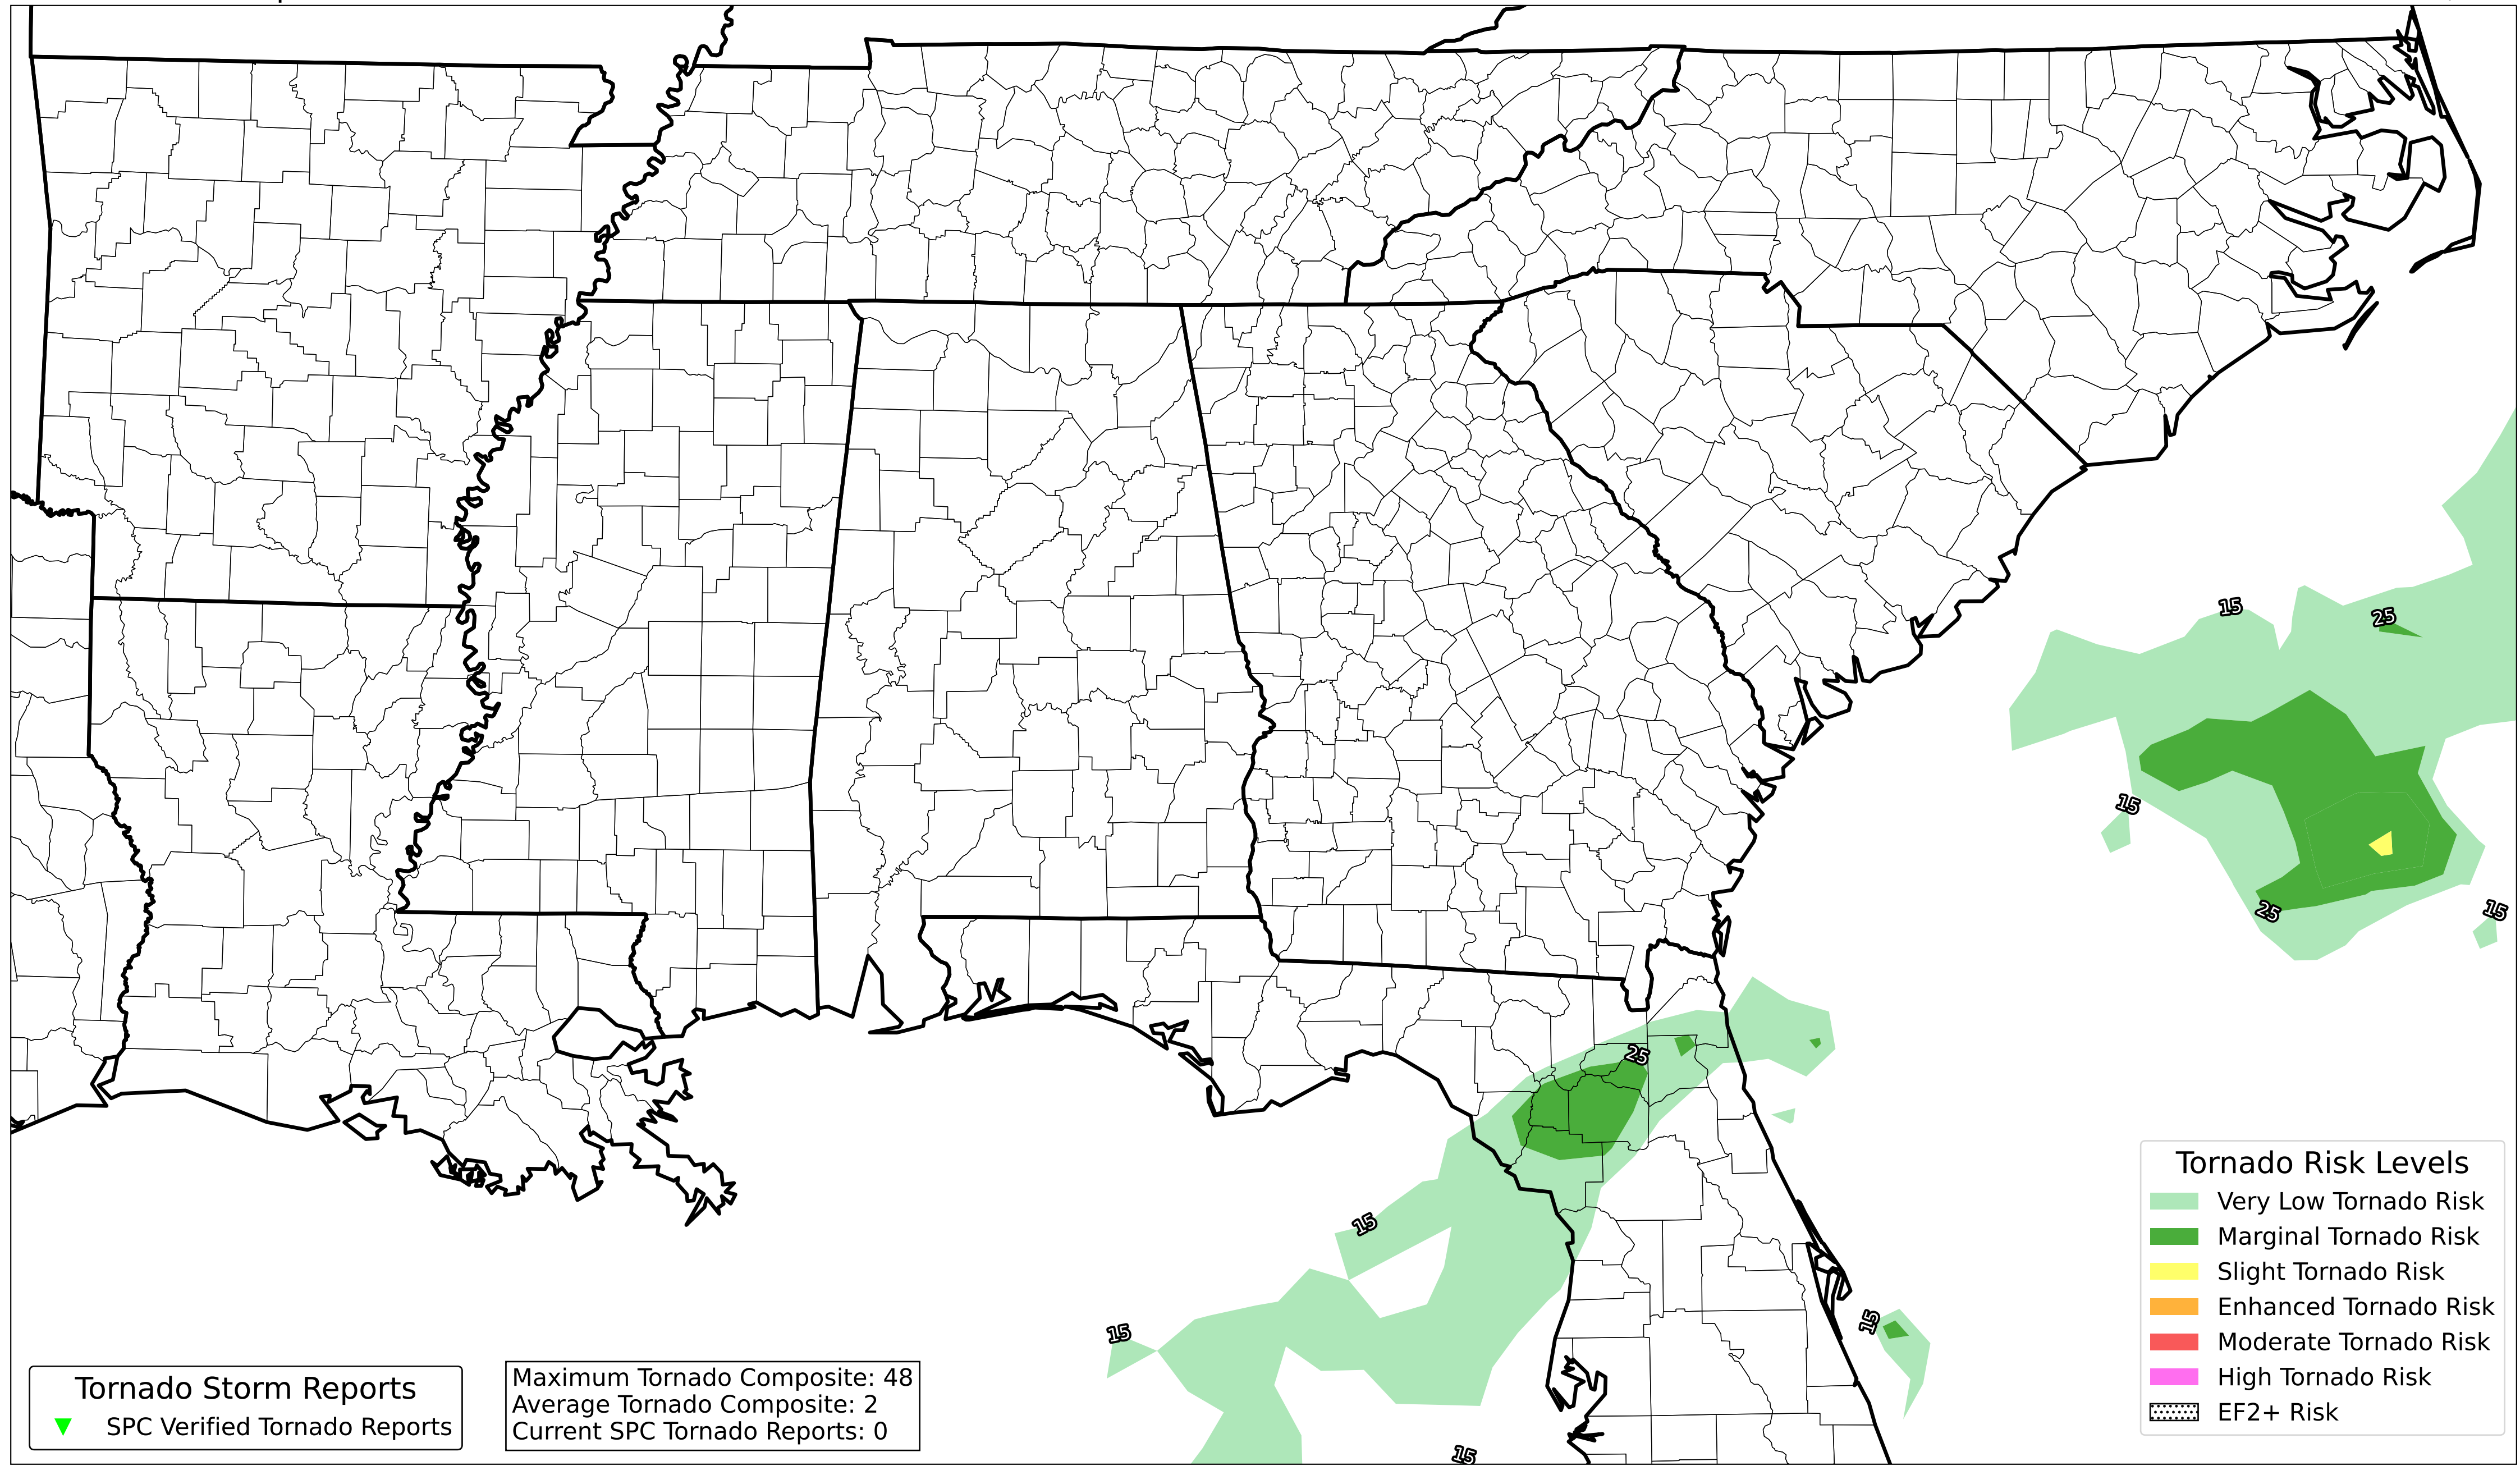 15
25
15
25
15
25
15
15
15
15
Tornado Risk Levels
Very Low Tornado Risk
Marginal Tornado Risk
Slight Tornado Risk
Enhanced Tornado Risk
Moderate Tornado Risk
High Tornado Risk
EF2+ Risk
Tornado Storm Reports
SPC Verified Tornado Reports
Maximum Tornado Composite: 48
Average Tornado Composite: 2
Current SPC Tornado Reports: 0
15